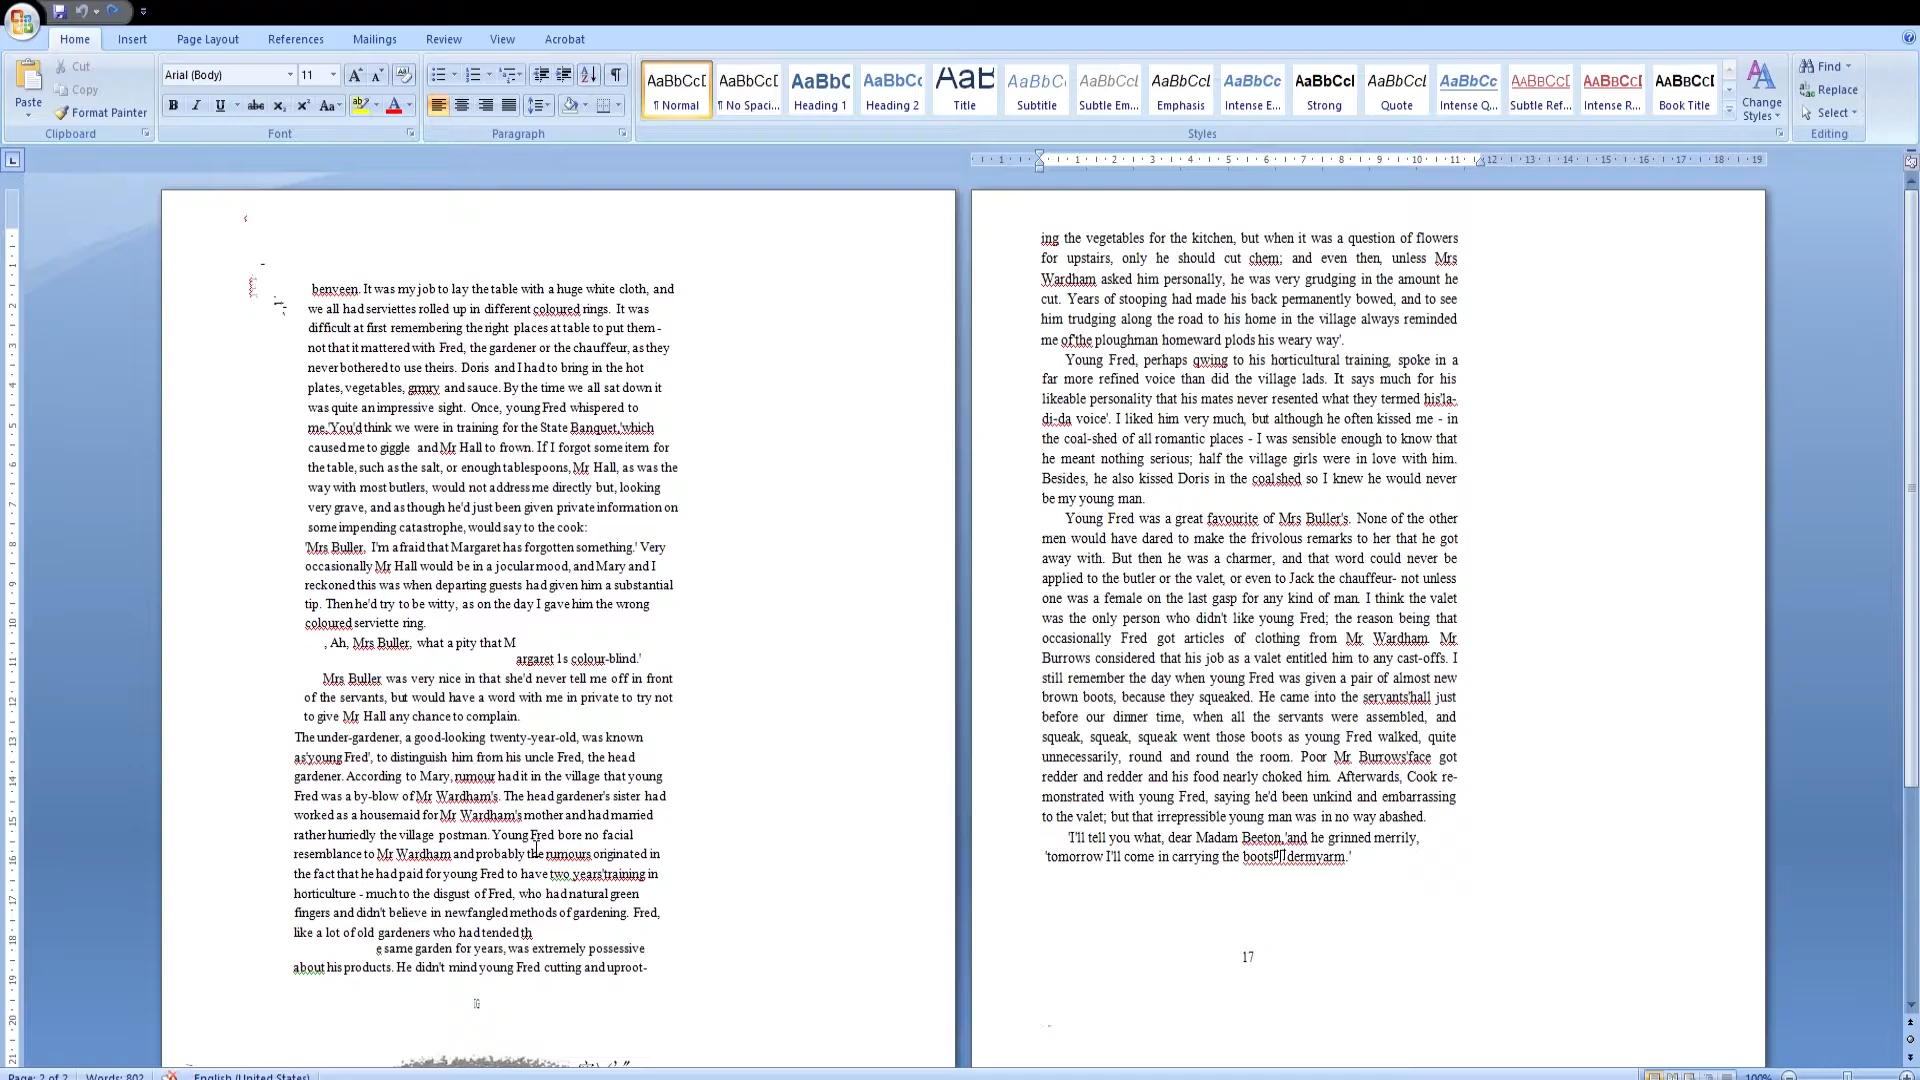 Home Insert Page Layout References Mailings Review View Acrobat
Cut
Copy
Format Painter
Paste
Clipboard
Arial (Body) 11
Font
Paragraph
AaBbCcD AaBbCcD AaBbC AaBbCc AaB AaBbCcL AaBbCcL AaBbCcL AaBbCc AaBbCcI AaBbCcL AaBbCc AABBCCL AABBCCI AABBCCI
¶ Normal ¶ No Spaci... Heading 1 Heading 2 Title Subtitle Subtle Em... Emphasis Intense E... Strong Quote Intense Q... Subtle Ref... Intense R... Book Title
Styles
Change Styles
Find
Replace
Select
Editing
benveen. It was my job to lay the table with a huge white cloth, and
we all had serviettes rolled up in different coloured rings. It was
difficult at first remembering the right places at table to put them -
not that it mattered with Fred, the gardener or the chauffeur, as they
never bothered to use theirs. Doris and I had to bring in the hot
plates, vegetables, grmry and sauce. By the time we all sat down it
was quite an impressive sight. Once, young Fred whispered to
me,'You'd think we were in training for the State Banquet,'which
caused me to giggle and Mr Hall to frown. If I forgot some item for
the table, such as the salt, or enough tablespoons, Mr Hall, as was the
way with most butlers, would not address me directly but, looking
very grave, and as though he'd just been given private information on
some impending catastrophe, would say to the cook:
'Mrs Buller, I'm afraid that Margaret has forgotten something.' Very
occasionally Mr Hall would be in a jocular mood, and Mary and I
reckoned this was when departing guests had given him a substantial
tip. Then he'd try to be witty, as on the day I gave him the wrong
coloured serviette ring.
, Ah, Mrs Buller, what a pity that M
argaret 1s colour-blind.'
Mrs Buller was very nice in that she'd never tell me off in front
of the servants, but would have a word with me in private to try not
to give Mr Hall any chance to complain.
The under-gardener, a good-looking twenty-year-old, was known
as'young Fred', to distinguish him from his uncle Fred, the head
gardener. According to Mary, rumour had it in the village that young
Fred was a by-blow of Mr Wardham's. The head gardener's sister had
worked as a housemaid for Mr Wardham's mother and had married
rather hurriedly the village postman. Young Fred bore no facial
resemblance to Mr Wardham and probably the rumours originated in
the fact that he had paid for young Fred to have two years'training in
horticulture - much to the disgust of Fred, who had natural green
fingers and didn't believe in newfangled methods of gardening. Fred,
like a lot of old gardeners who had tended th
e same garden for years, was extremely possessive
about his products. He didn't mind young Fred cutting and uproot-
ing the vegetables for the kitchen, but when it was a question of flowers
for upstairs, only he should cut chem; and even then, unless Mrs
Wardham asked him personally, he was very grudging in the amount he
cut. Years of stooping had made his back permanently bowed, and to see
him trudging along the road to his home in the village always reminded
me of'the ploughman homeward plods his weary way'.
Young Fred, perhaps qwing to his horticultural training, spoke in a
far more refined voice than did the village lads. It says much for his
likeable personality that his mates never resented what they termed his'la-
di-da voice'. I liked him very much, but although he often kissed me - in
the coal-shed of all romantic places - I was sensible enough to know that
he meant nothing serious; half the village girls were in love with him.
Besides, he also kissed Doris in the coalshed so I knew he would never
be my young man.
Young Fred was a great favourite of Mrs Buller's. None of the other
men would have dared to make the frivolous remarks to her that he got
away with. But then he was a charmer, and that word could never be
applied to the butler or the valet, or even to Jack the chauffeur- not unless
one was a female on the last gasp for any kind of man. I think the valet
was the only person who didn't like young Fred; the reason being that
occasionally Fred got articles of clothing from Mr Wardham. Mr
Burrows considered that his job as a valet entitled him to any cast-offs. I
still remember the day when young Fred was given a pair of almost new
brown boots, because they squeaked. He came into the servants'hall just
before our dinner time, when all the servants were assembled, and
squeak, squeak, squeak went those boots as young Fred walked, quite
unnecessarily, round and round the room. Poor Mr Burrows'face got
redder and redder and his food nearly choked him. Afterwards, Cook re-
monstrated with young Fred, saying he'd been unkind and embarrassing
to the valet; but that irrepressible young man was in no way abashed.
'I'll tell you what, dear Madam Beeton,'and he grinned merrily,
'tomorrow I'll come in carrying the boots dermyarm.'
17
Page: 2 of 2 Words: 802 English (United States) 100%